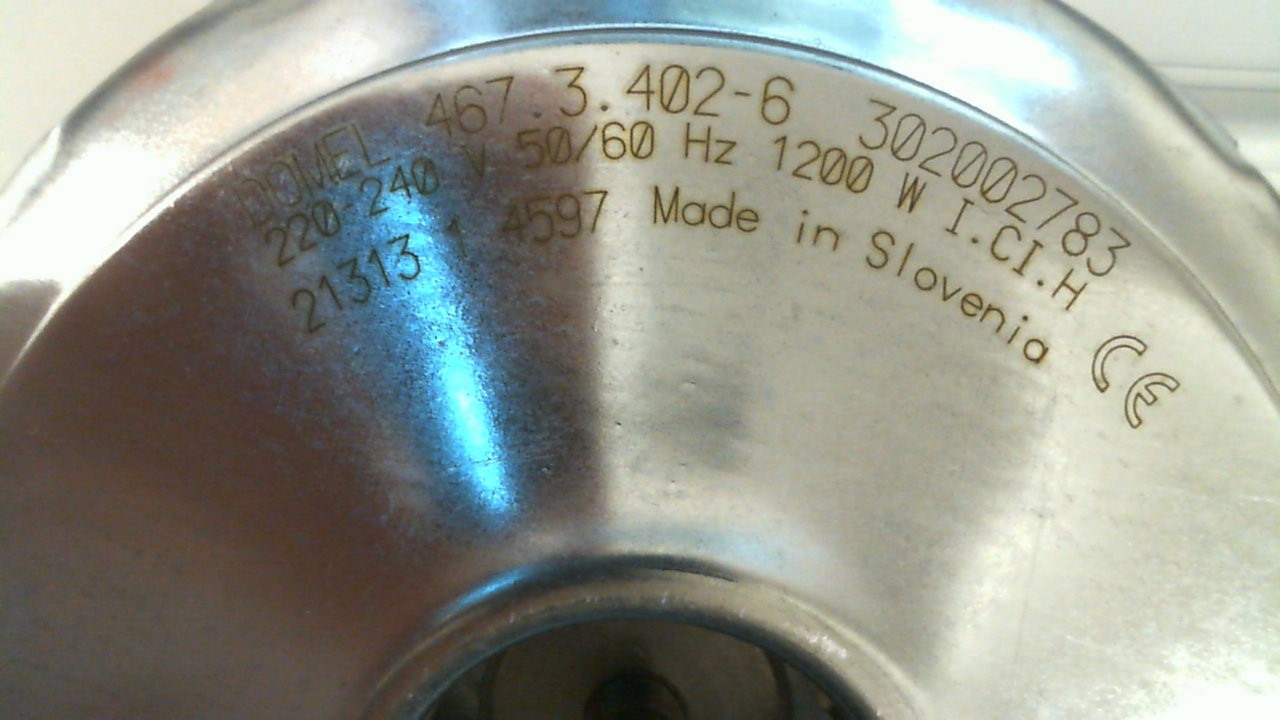 DOMEL 467.3.402-6 302002783
220-240 V 50/60 Hz 1200 W I.CI.H
21313 1 4597 Made in Slovenia CE